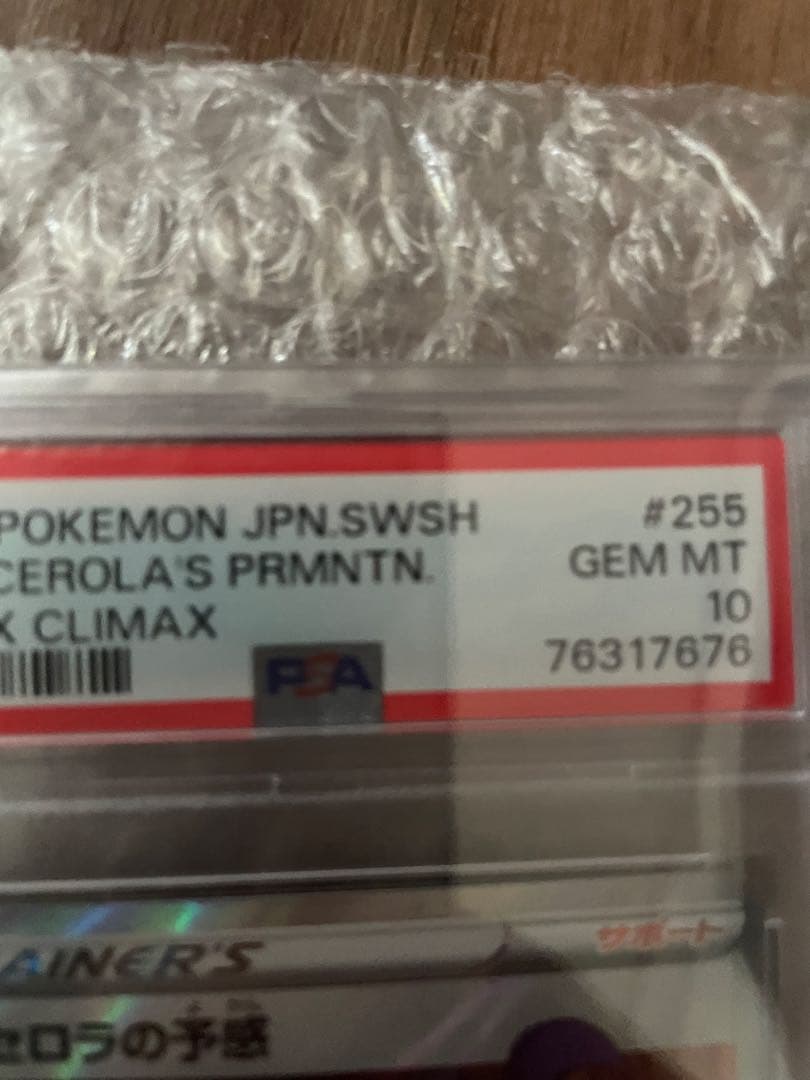 POKEMON JPN.SWSH #255
CEROLA'S PRMNTN. GEM MT
X CLIMAX 10
76317676
PSA
AINER'S サポート
セロラの予感